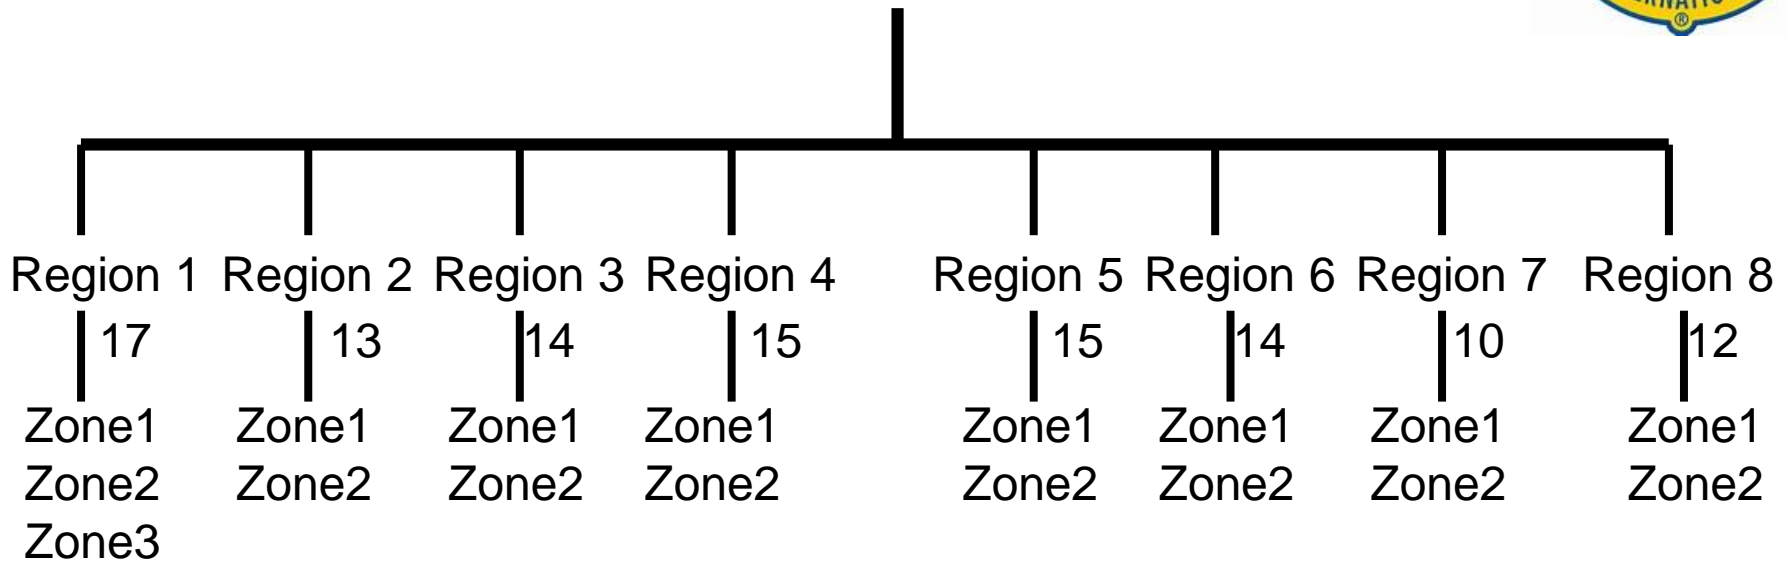 ®
Region 1 Region 2 Region 3 Region 4 Region 5 Region 6 Region 7 Region 8
17 13 14 15 15 14 10 12
Zone1 Zone1 Zone1 Zone1 Zone1 Zone1 Zone1 Zone1
Zone2 Zone2 Zone2 Zone2 Zone2 Zone2 Zone2 Zone2
Zone3